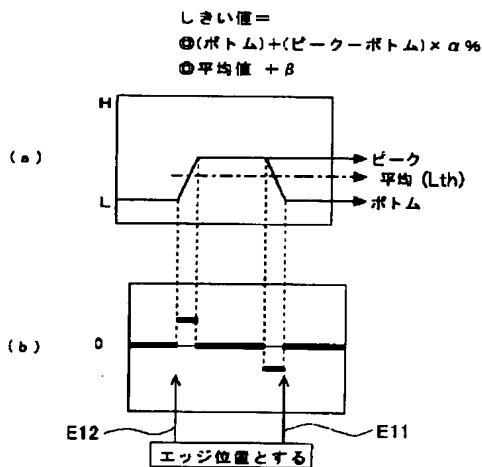 しきい値＝
◎(ボトム)+(ピークーボトム)× α %
◎平均値 + β
H
(a)
ピーク
平均 (Lth)
L
ボトム
(b)
0
E12
E11
エッジ位置とする